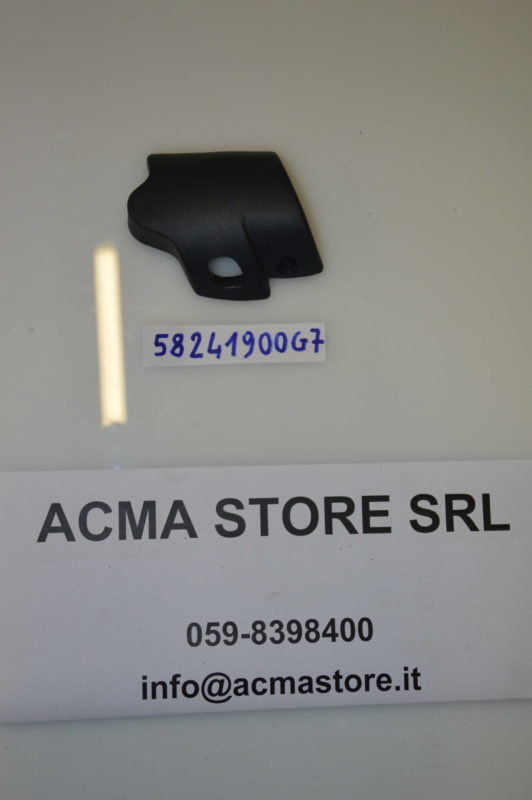 58241900G7
ACMA STORE SRL
059-8398400
info@acmastore.it